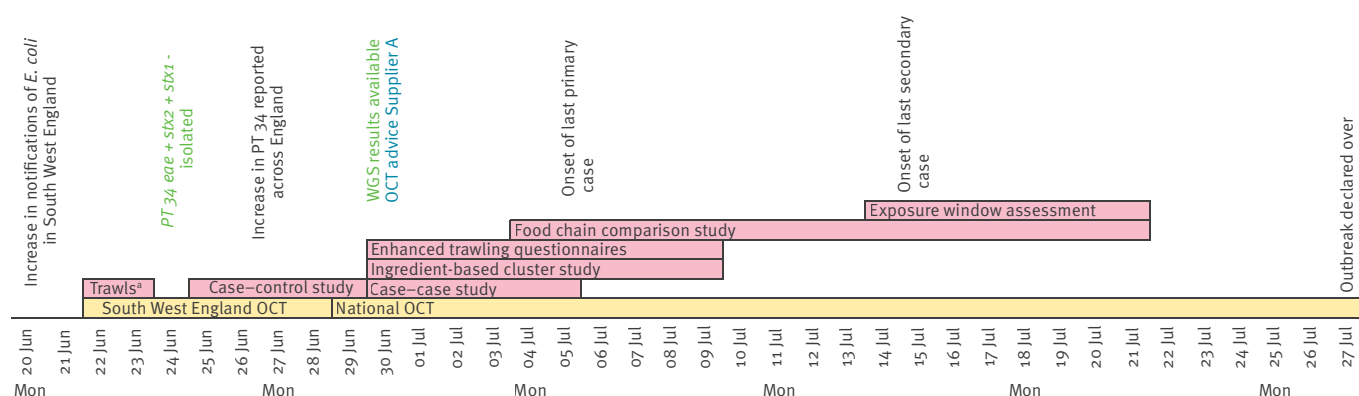 Increase in notifications of E. coli
in South West England
PT 34 eae + stx2 + stx1 -
isolated
Increase in PT 34 reported
across England
WGS results available
OCT advice Supplier A
Onset of last primary
case
Onset of last secondary
case
Outbreak declared over
Exposure window assessment
Food chain comparison study
Enhanced trawling questionnaires
Ingredient-based cluster study
Trawlsᵃ
Case–control study
Case–case study
South West England OCT
National OCT
20 Jun
21 Jun
22 Jun
23 Jun
24 Jun
25 Jun
26 Jun
27 Jun
28 Jun
29 Jun
30 Jun
01 Jul
02 Jul
03 Jul
04 Jul
05 Jul
06 Jul
07 Jul
08 Jul
09 Jul
10 Jul
11 Jul
12 Jul
13 Jul
14 Jul
15 Jul
16 Jul
17 Jul
18 Jul
19 Jul
20 Jul
21 Jul
22 Jul
23 Jul
24 Jul
25 Jul
26 Jul
27 Jul
Mon
Mon
Mon
Mon
Mon
Mon